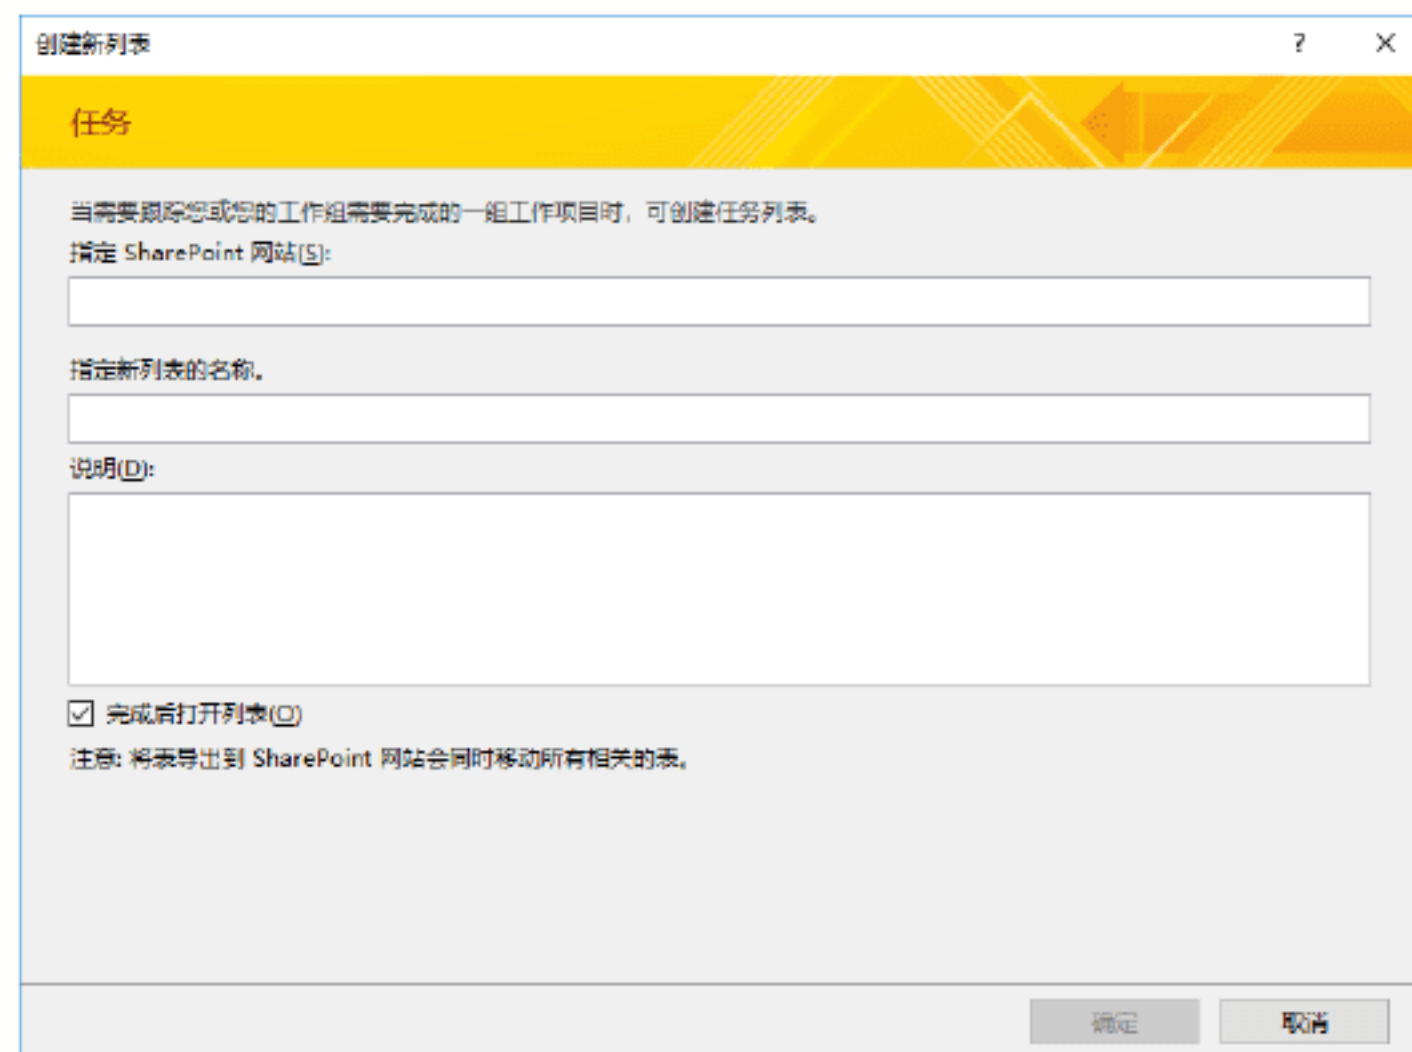 创建新列表
任务
当需要跟踪您或您的工作组需要完成的一组工作项目时，可创建任务列表。
指定 SharePoint 网站(S):
指定新列表的名称。
说明(D):
完成后打开列表(O)
注意: 将表导出到 SharePoint 网站会同时移动所有相关的表。
确定 取消